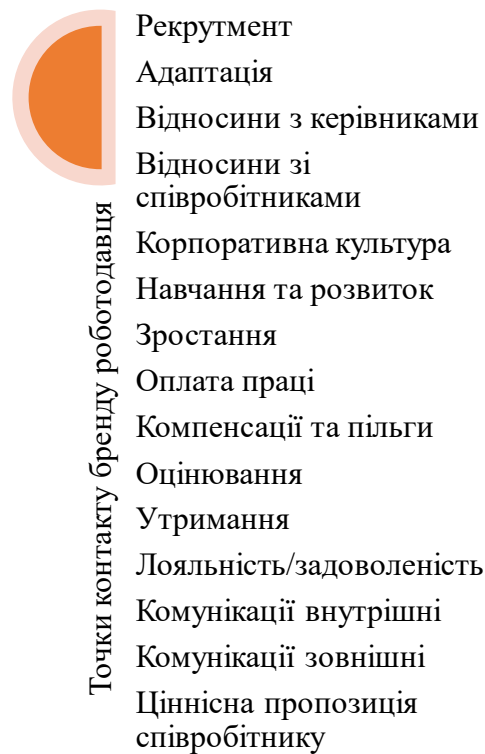 Точки контакту бренду роботодавця
Рекрутмент
Адаптація
Відносини з керівниками
Відносини зі
співробітниками
Корпоративна культура
Навчання та розвиток
Зростання
Оплата праці
Компенсації та пільги
Оцінювання
Утримання
Лояльність/задоволеність
Комунікації внутрішні
Комунікації зовнішні
Ціннісна пропозиція
співробітнику